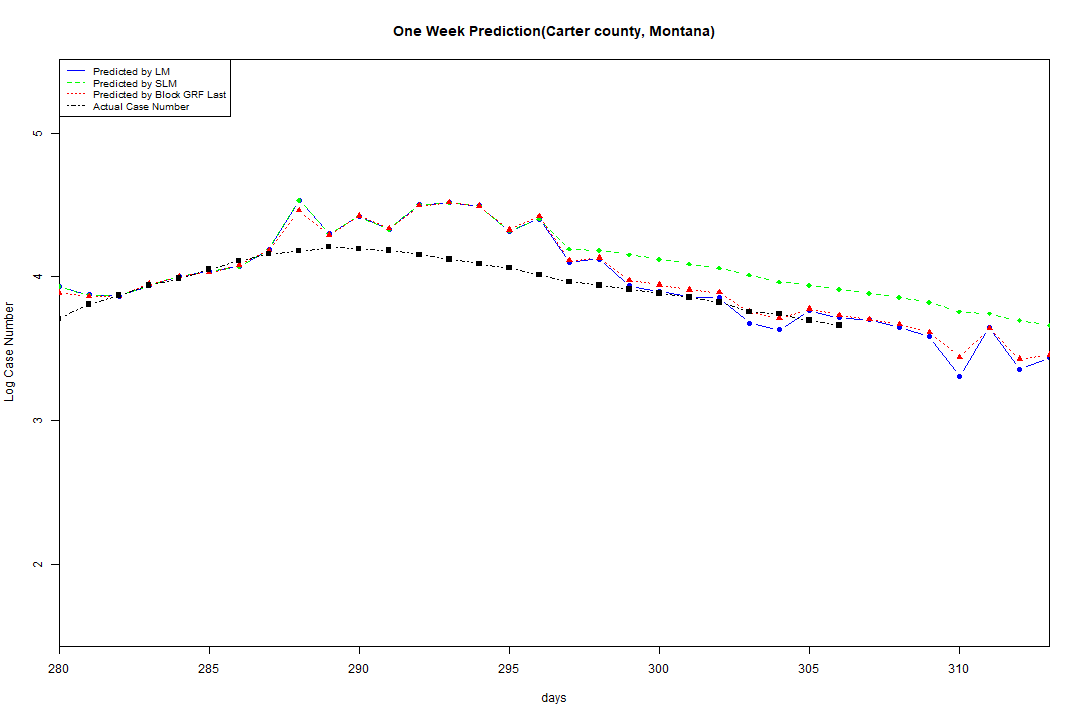 One Week Prediction(Carter county, Montana)
Predicted by LM
Predicted by SLM
Predicted by Block GRF Last
Actual Case Number
5
4
3
2
Log Case Number
280 285 290 295 300 305 310
days